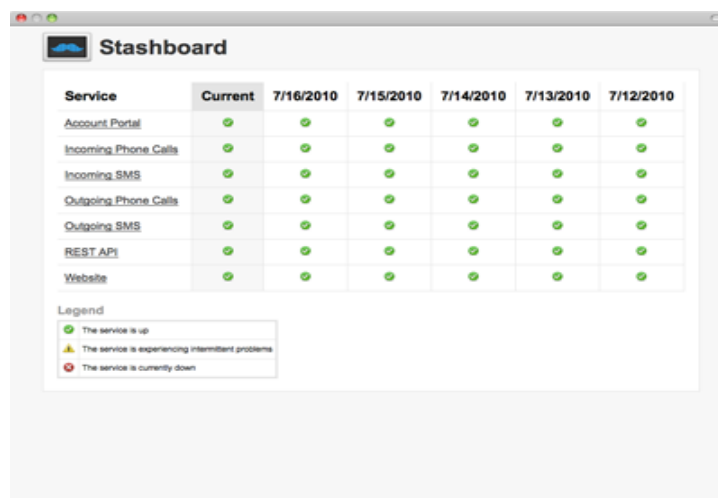 Stashboard
Service Current 7/16/2010 7/15/2010 7/14/2010 7/13/2010 7/12/2010
Account Portal
Incoming Phone Calls
Incoming SMS
Outgoing Phone Calls
Outgoing SMS
REST API
Website
Legend
The service is up
The service is experiencing intermittent problems
The service is currently down